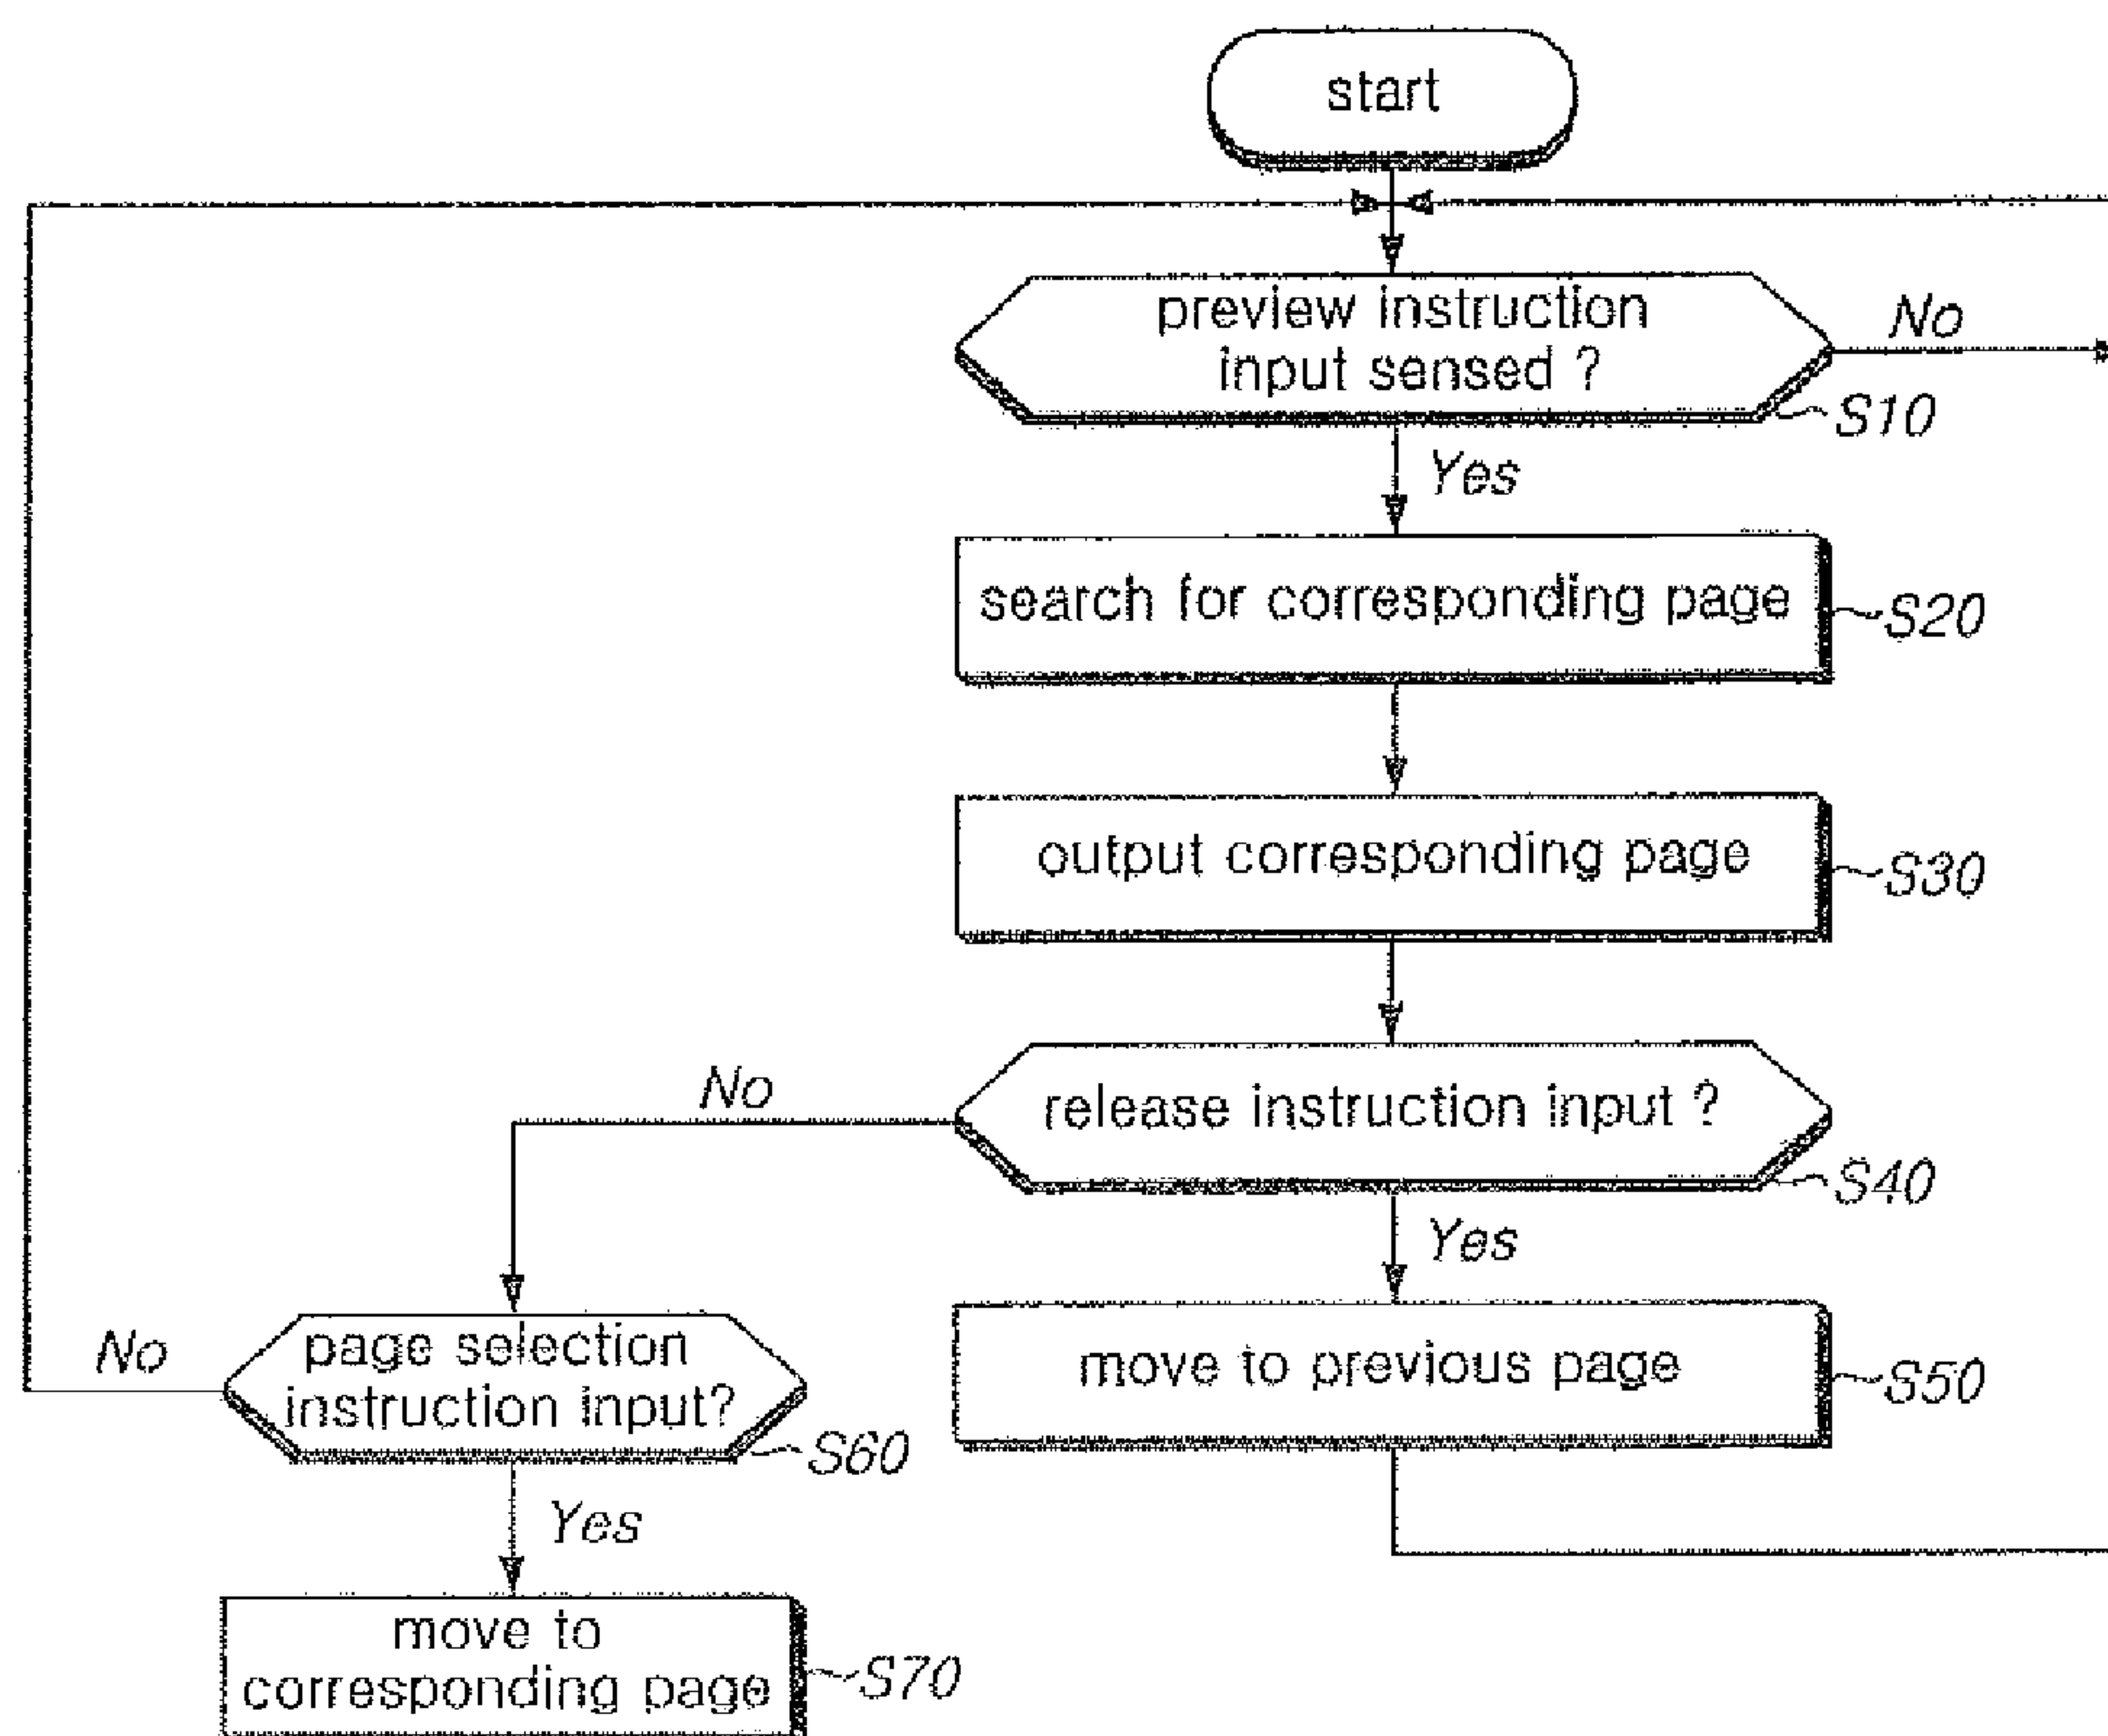 start
preview instruction
input sensed ?
No
S10
Yes
search for corresponding page
S20
output corresponding page
S30
No
release instruction input ?
S40
Yes
No
page selection
instruction input?
S60
move to previous page
S50
Yes
move to
corresponding page
S70